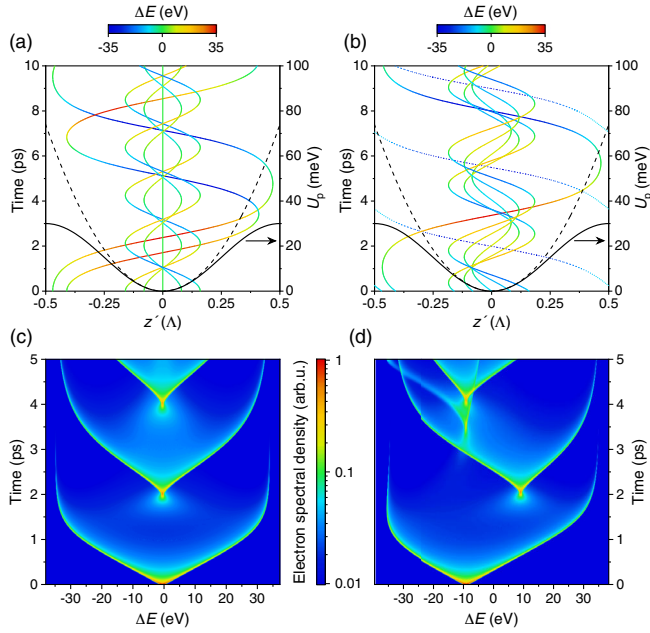 ΔE (eV)
-35 0 35
ΔE (eV)
-35 0 35
(a)
(b)
10 8 6 4 2 0
Time (ps)
100 80 60 40 20 0
U_p (meV)
-0.5 -0.25 0 0.25 0.5
z´(Λ)
10 8 6 4 2 0
Time (ps)
100 80 60 40 20 0
U_p (meV)
-0.5 -0.25 0 0.25 0.5
z´(Λ)
(c)
(d)
5 4 3 2 1 0
Time (ps)
-30 -20 -10 0 10 20 30
ΔE (eV)
1 0.1 0.01
Electron spectral density (arb.u.)
5 4 3 2 1 0
Time (ps)
-30 -20 -10 0 10 20 30
ΔE (eV)